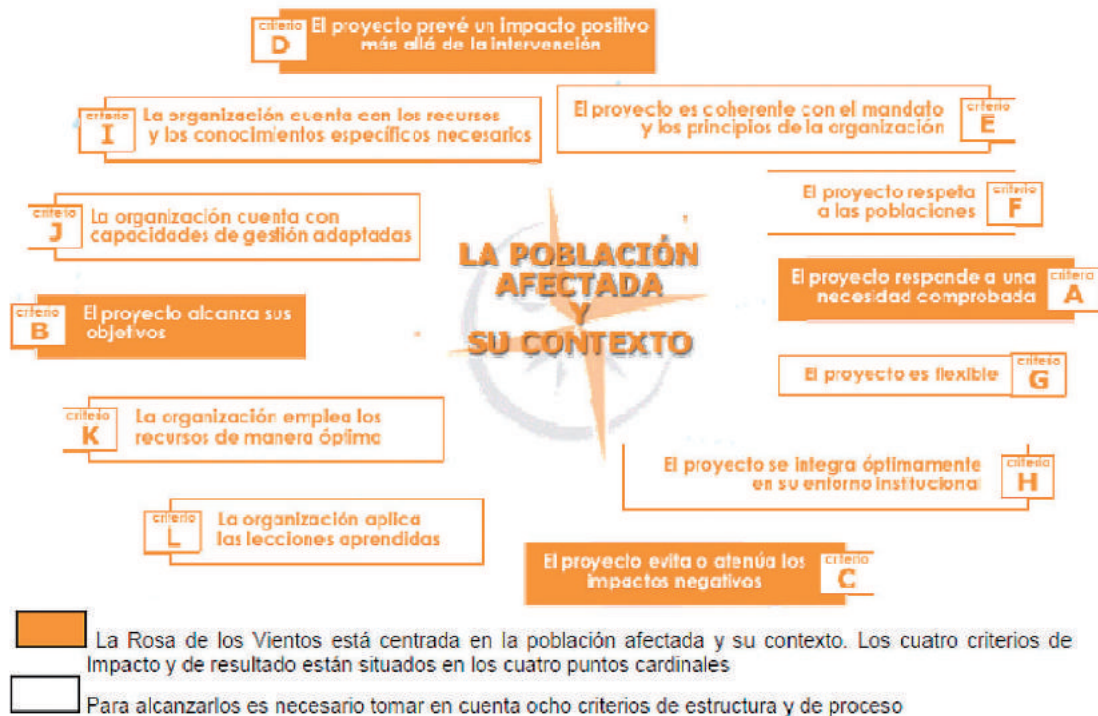 criterio
D
El proyecto prevé un impacto positivo
más allá de la intervención
criterio
I
La organización cuenta con los recursos
y los conocimientos específicos necesarios
El proyecto es coherente con el mandato
y los principios de la organización
criterio
E
criterio
J
La organización cuenta con
capacidades de gestión adaptadas
El proyecto respeta
a las poblaciones
criterio
F
LA POBLACIÓN
AFECTADA
Y
SU CONTEXTO
El proyecto responde a una
necesidad comprobada
criterio
A
criterio
B
El proyecto alcanza sus
objetivos
El proyecto es flexible
criterio
G
criterio
K
La organización emplea los
recursos de manera óptima
El proyecto se integra óptimamente
en su entorno institucional
criterio
H
criterio
L
La organización aplica
las lecciones aprendidas
El proyecto evita o atenúa los
impactos negativos
criterio
C
La Rosa de los Vientos está centrada en la población afectada y su contexto. Los cuatro criterios de
Impacto y de resultado están situados en los cuatro puntos cardinales
Para alcanzarlos es necesario tomar en cuenta ocho criterios de estructura y de proceso